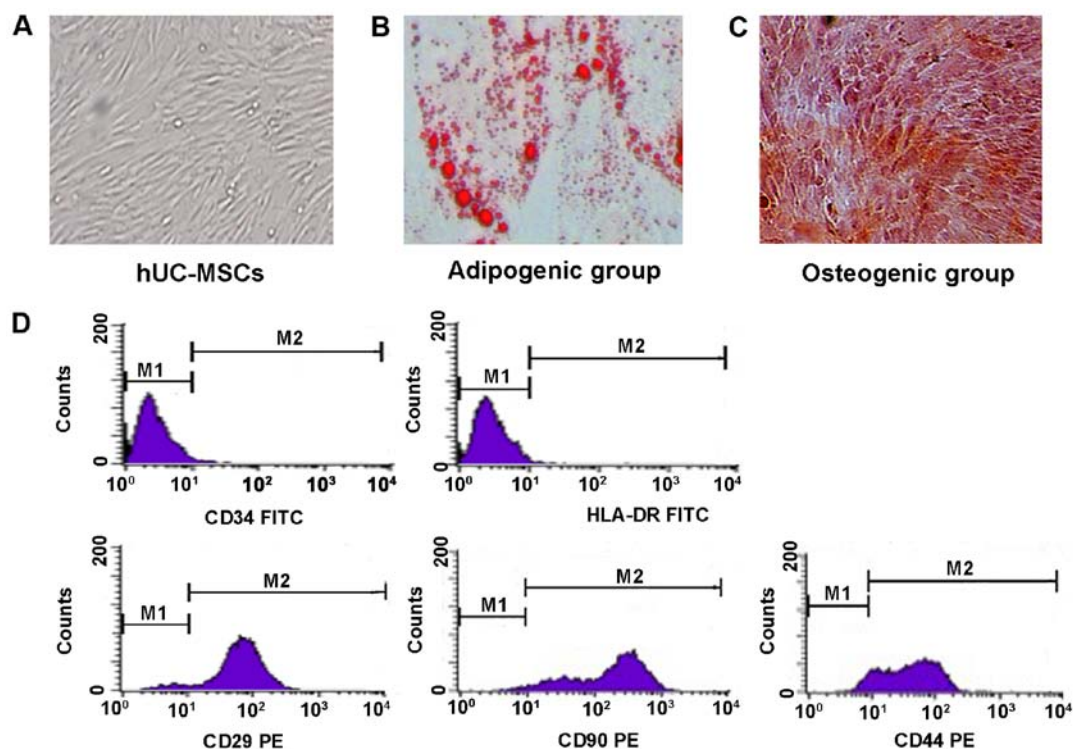 A
B
C
hUC-MSCs
Adipogenic group
Osteogenic group
D
200
M2
M1
Counts
0
10⁰ 10¹ 10² 10³ 10⁴
CD34 FITC
200
M2
M1
Counts
0
10⁰ 10¹ 10² 10³ 10⁴
HLA-DR FITC
200
M2
M1
Counts
0
10⁰ 10¹ 10² 10³ 10⁴
CD29 PE
200
M2
M1
Counts
0
10⁰ 10¹ 10² 10³ 10⁴
CD90 PE
200
M2
M1
Counts
0
10⁰ 10¹ 10² 10³ 10⁴
CD44 PE